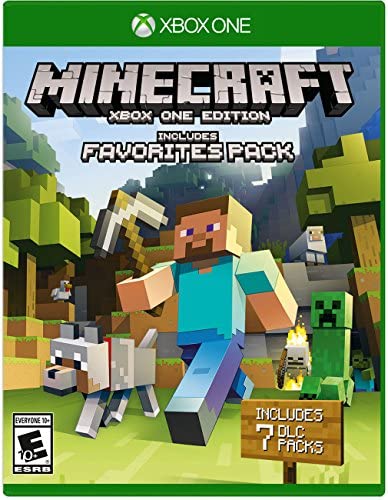 XBOX ONE
MINECRAFT
XBOX ONE EDITION
INCLUDES
FAVORITES PACK
INCLUDES
7 DLC
PACKS
EVERYONE 10+
E
10+
ESRB